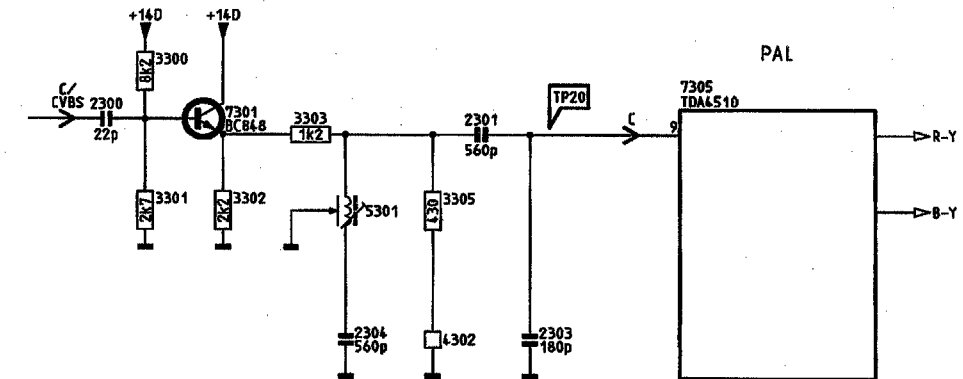 +14D +14D
3300
8k2
PAL
C/
CVBS 2300
22p
7301
BC848
3303
1k2
2301
560p
TP20
C
9
7305
TDA4510
R-Y
B-Y
3301
2k7
3302
2k2
5301
3305
430
2304
560p
4302
2303
180p